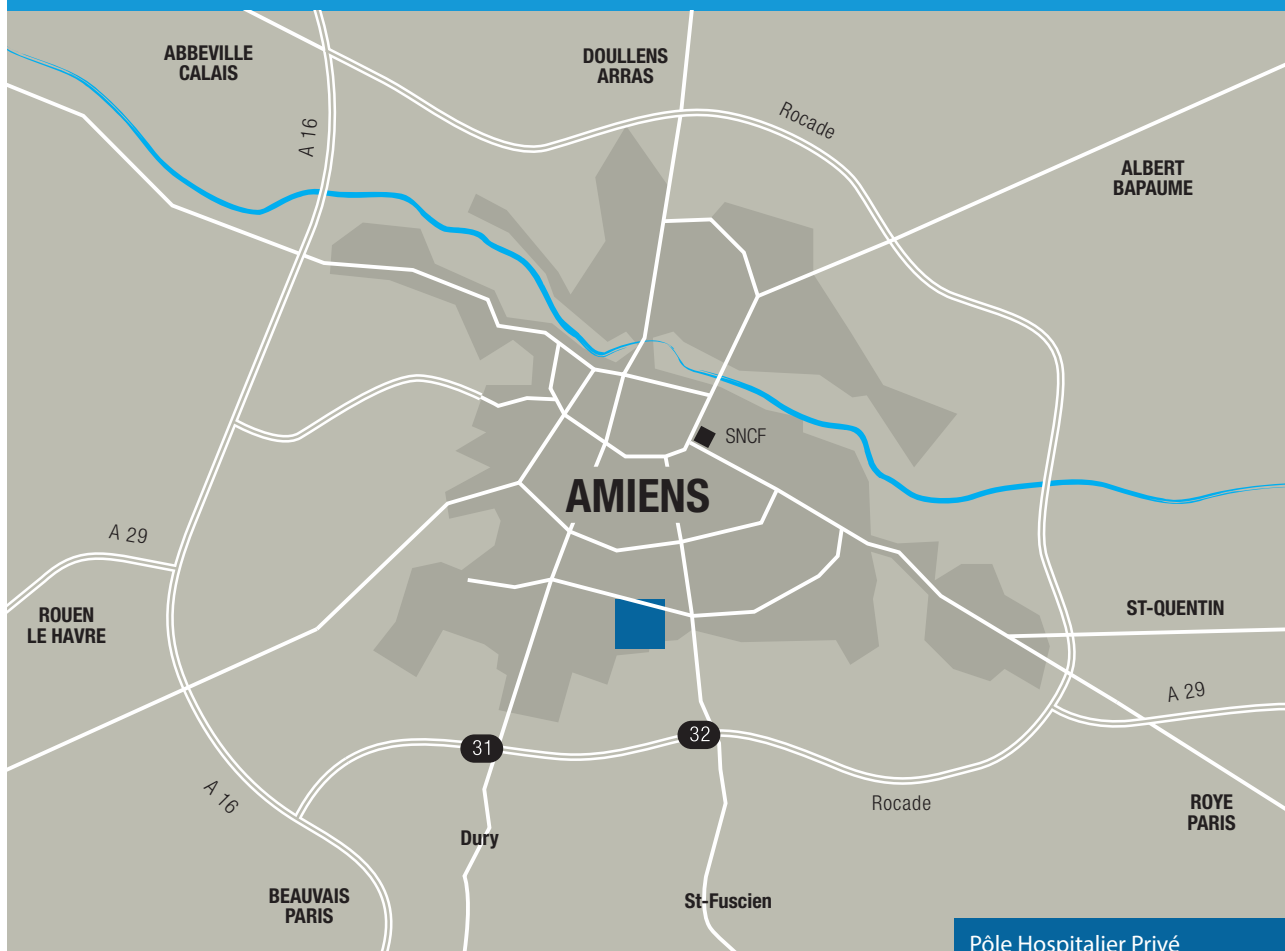 ABBEVILLE
CALAIS
DOULLENS
ARRAS
Rocade
A 16
ALBERT
BAPAUME
SNCF
AMIENS
A 29
ROUEN
LE HAVRE
ST-QUENTIN
A 29
31
32
A 16
Rocade
ROYE
PARIS
Dury
BEAUVAIS
PARIS
St-Fuscien
Pôle Hospitalier Privé